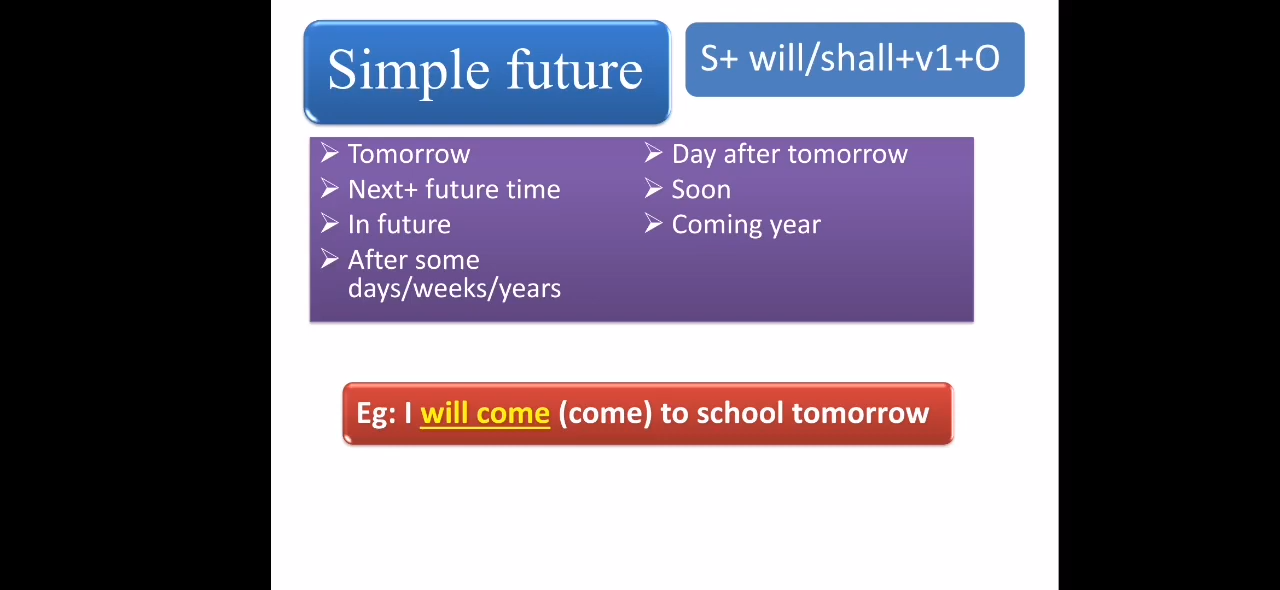 Simple future
S+ will/shall+v1+O
Tomorrow
Next+ future time
In future
After some
days/weeks/years
Day after tomorrow
Soon
Coming year
Eg: I will come (come) to school tomorrow